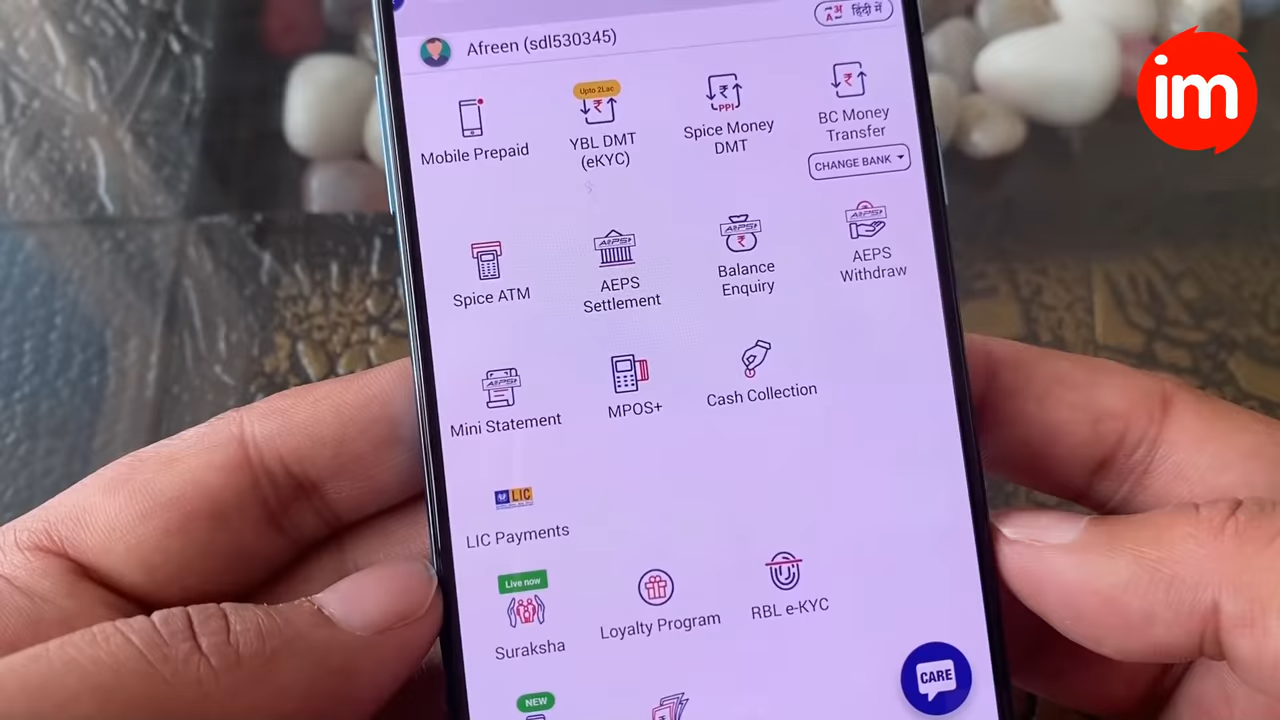 हिंदी में
Afreen (sdl530345)
im
Mobile Prepaid
Upto 2Lac
YBL DMT
(eKYC)
PPI
Spice Money
DMT
BC Money
Transfer
CHANGE BANK
Spice ATM
AEPS
AEPS
Settlement
AEPS
Balance
Enquiry
AEPS
AEPS
Withdraw
AEPS
Mini Statement
MPOS+
Cash Collection
LIC
LIC Payments
Live now
Suraksha
Loyalty Program
RBL e-KYC
CARE
NEW